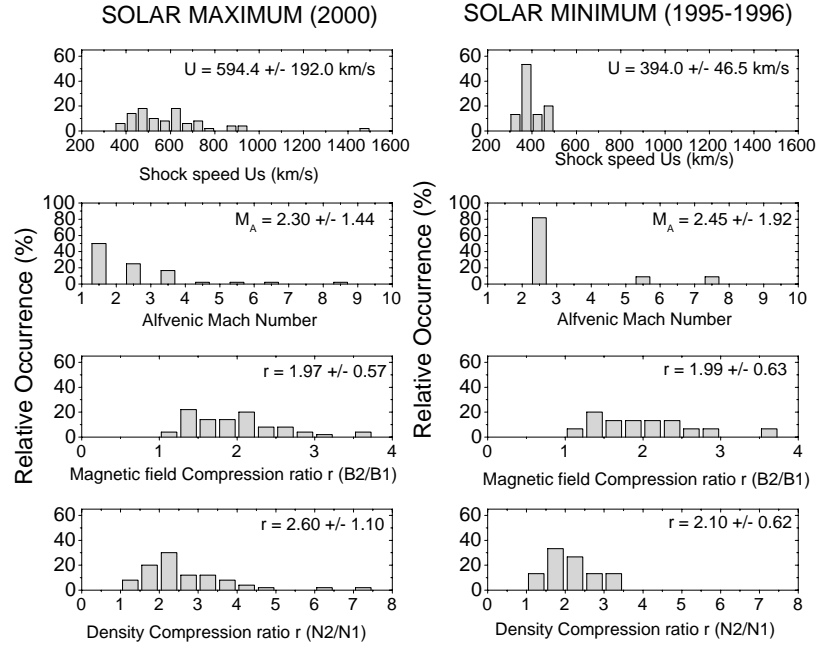 SOLAR MAXIMUM (2000)
SOLAR MINIMUM (1995-1996)
Relative Occurrence (%)
60
40
20
0
U = 594.4 +/- 192.0 km/s
200 400 600 800 1000 1200 1400 1600
Shock speed Us (km/s)
100
80
60
40
20
0
M_A = 2.30 +/- 1.44
1 2 3 4 5 6 7 8 9 10
Alfvenic Mach Number
60
40
20
0
r = 1.97 +/- 0.57
0 1 2 3 4
Magnetic field Compression ratio r (B2/B1)
60
40
20
0
r = 2.60 +/- 1.10
0 1 2 3 4 5 6 7 8
Density Compression ratio r (N2/N1)
Relative Occurrence (%)
60
40
20
0
U = 394.0 +/- 46.5 km/s
200 400 600 800 1000 1200 1400 1600
Shock speed Us (km/s)
100
80
60
40
20
0
M_A = 2.45 +/- 1.92
1 2 3 4 5 6 7 8 9 10
Alfvenic Mach Number
60
40
20
0
r = 1.99 +/- 0.63
0 1 2 3 4
Magnetic field Compression ratio r (B2/B1)
60
40
20
0
r = 2.10 +/- 0.62
0 1 2 3 4 5 6 7 8
Density Compression ratio r (N2/N1)